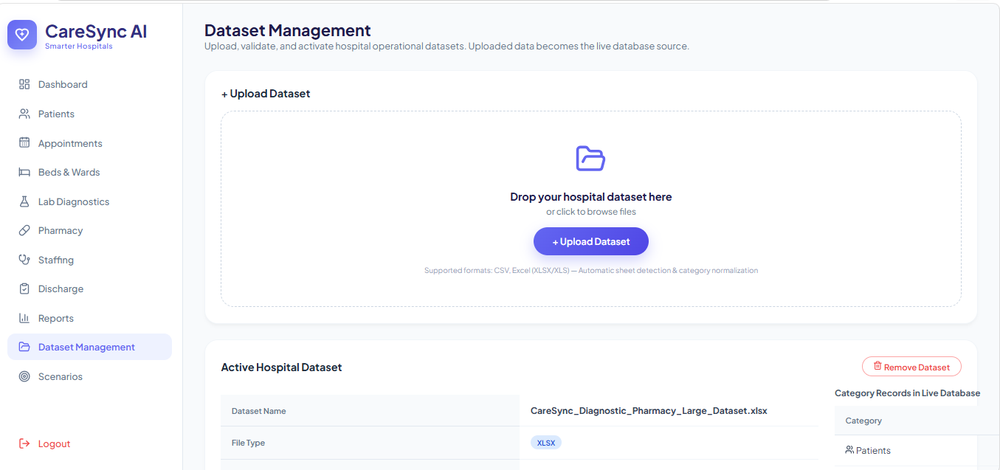 CareSync AI
Smarter Hospitals
Dashboard
Patients
Appointments
Beds & Wards
Lab Diagnostics
Pharmacy
Staffing
Discharge
Reports
Dataset Management
Scenarios
Logout
Dataset Management
Upload, validate, and activate hospital operational datasets. Uploaded data becomes the live database source.
+ Upload Dataset
Drop your hospital dataset here
or click to browse files
+ Upload Dataset
Supported formats: CSV, Excel (XLSX/XLS) — Automatic sheet detection & category normalization
Active Hospital Dataset
Remove Dataset
Dataset Name
CareSync_Diagnostic_Pharmacy_Large_Dataset.xlsx
File Type
XLSX
Category Records in Live Database
Category
Patients